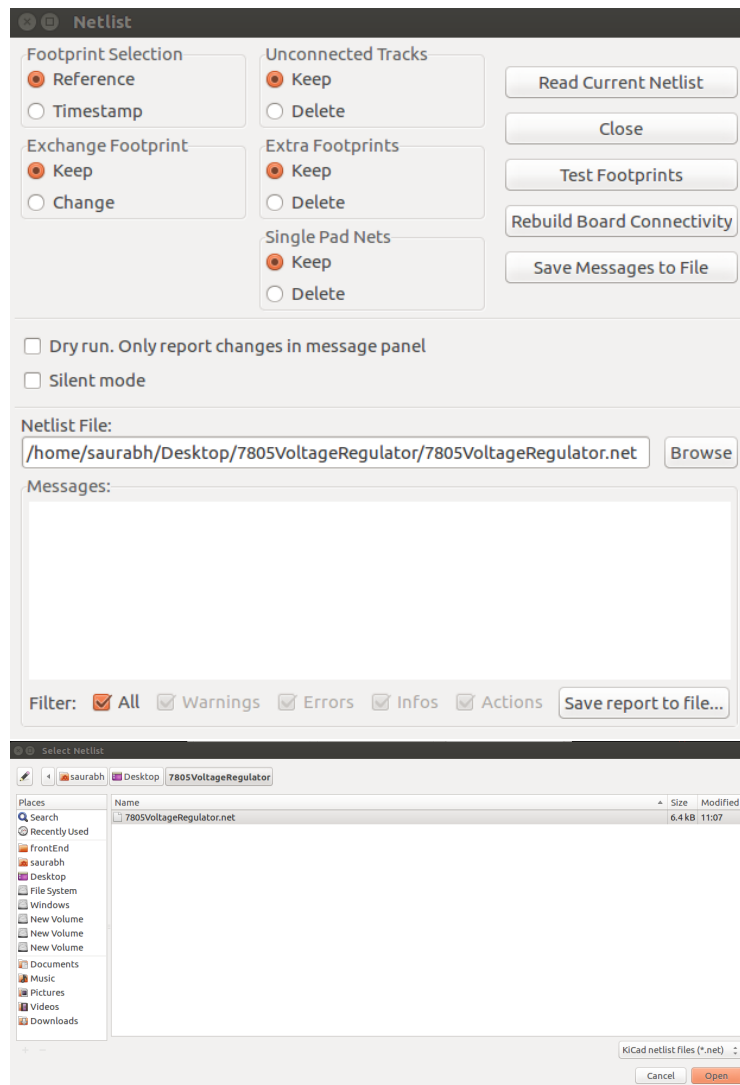 Netlist
Footprint Selection
Reference
Timestamp
Exchange Footprint
Keep
Change
Unconnected Tracks
Keep
Delete
Extra Footprints
Keep
Delete
Single Pad Nets
Keep
Delete
Read Current Netlist
Close
Test Footprints
Rebuild Board Connectivity
Save Messages to File
Dry run. Only report changes in message panel
Silent mode
Netlist File:
/home/saurabh/Desktop/7805VoltageRegulator/7805VoltageRegulator.net Browse
Messages:
Filter: All Warnings Errors Infos Actions Save report to file...
Select Netlist
saurabh Desktop 7805VoltageRegulator
Places
Search
Recently Used
frontEnd
saurabh
Desktop
File System
Windows
New Volume
New Volume
New Volume
Documents
Music
Pictures
Videos
Downloads
Name Size Modified
7805VoltageRegulator.net 6.4 kB 11:07
KiCad netlist files (*.net)
Cancel Open